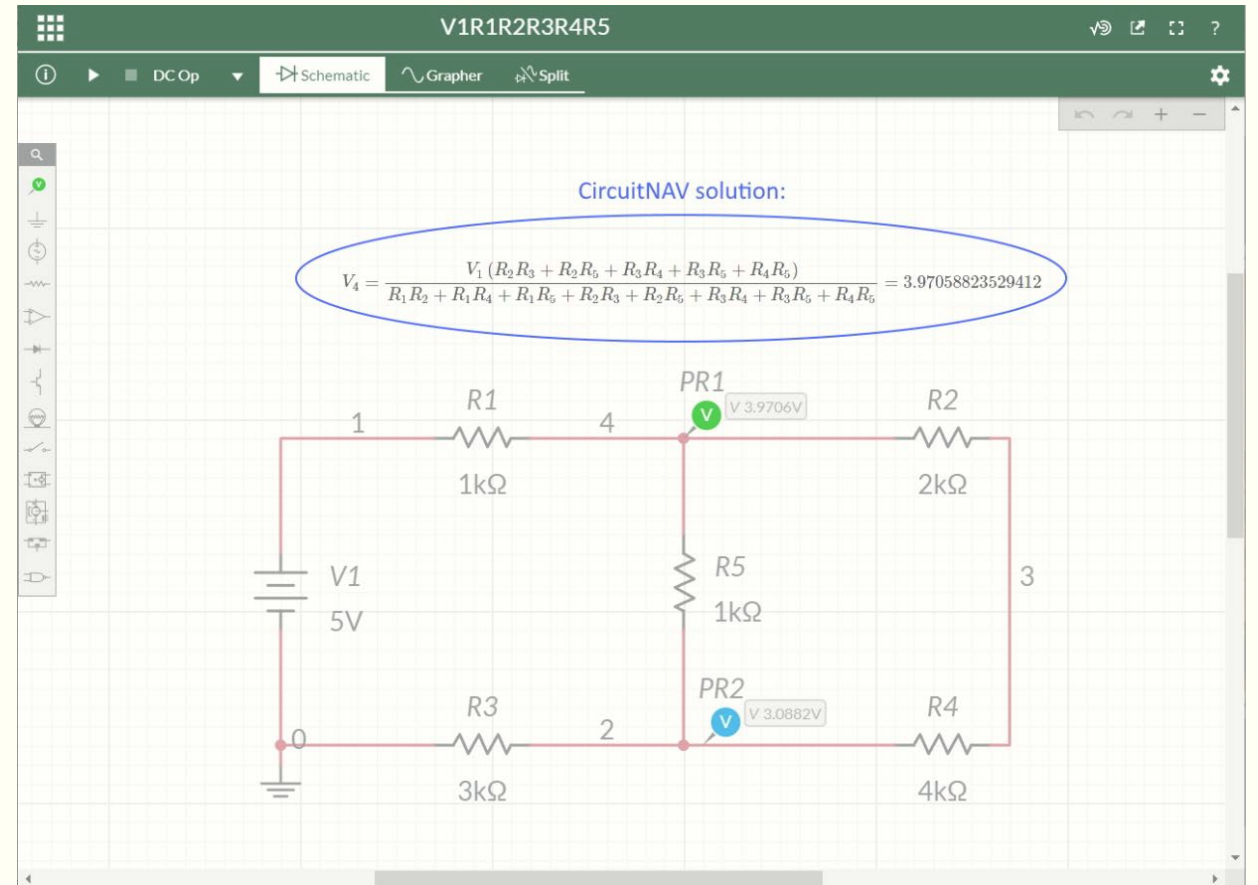 V1R1R2R3R4R5
?
DC Op Schematic Grapher Split
CircuitNAV solution:
V₄ = V₁ (R₂R₃ + R₂R₅ + R₃R₄ + R₃R₅ + R₄R₅) / R₁R₂ + R₁R₄ + R₁R₅ + R₂R₃ + R₂R₅ + R₃R₄ + R₃R₅ + R₄R₅ = 3.97058823529412
PR1
V V 3.9706V
R1 R2
1 4
1kΩ 2kΩ
R5
V1 3
1kΩ
5V
PR2
R3 R4
V V 3.0882V
0 2
3kΩ 4kΩ